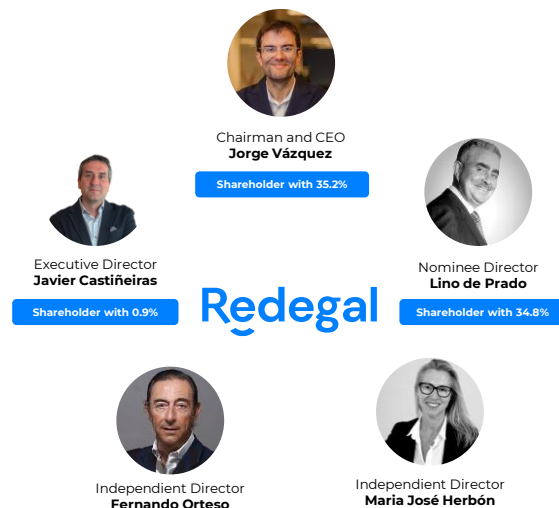 Chairman and CEO
Jorge Vázquez
Shareholder with 35.2%
Executive Director
Javier Castiñeiras
Shareholder with 0.9%
Nominee Director
Lino de Prado
Shareholder with 34.8%
Redegal
Independient Director
Fernando Orteso
Independient Director
Maria José Herbón